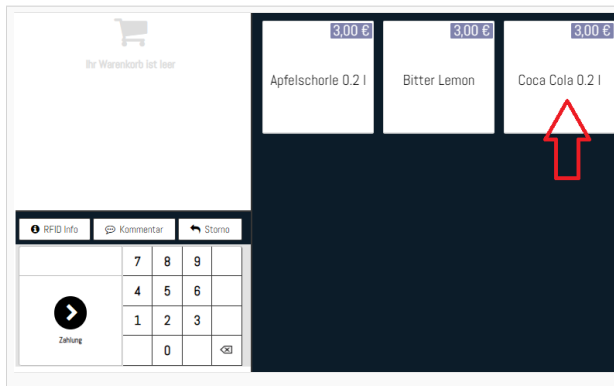 3,00 €
3,00 €
3,00 €
Ihr Warenkorb ist leer
Apfelschorle 0.2 l
Bitter Lemon
Coca Cola 0.2 l
RFID Info
Kommentar
Storno
7 8 9
4 5 6
1 2 3
Zahlung
0